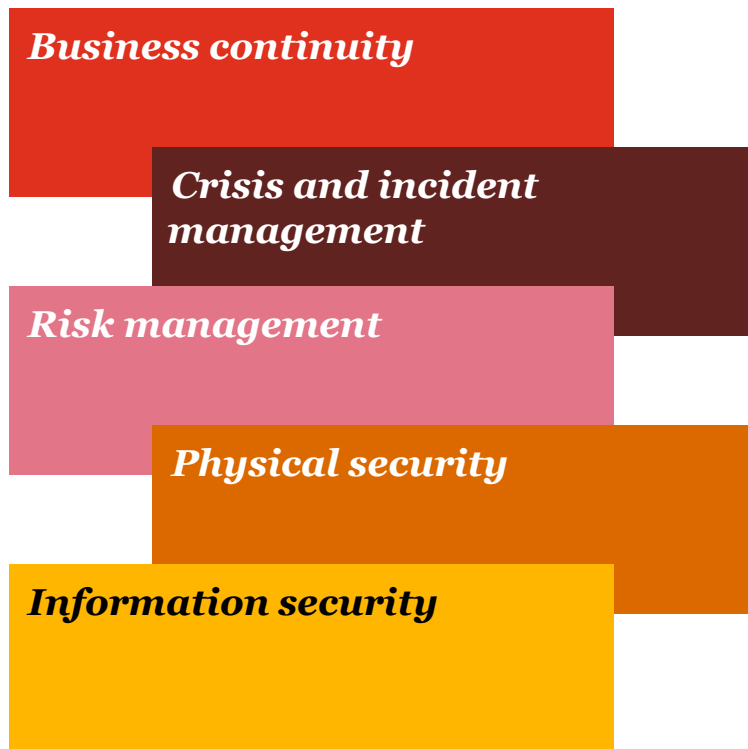 Business continuity
Crisis and incident
management
Risk management
Physical security
Information security